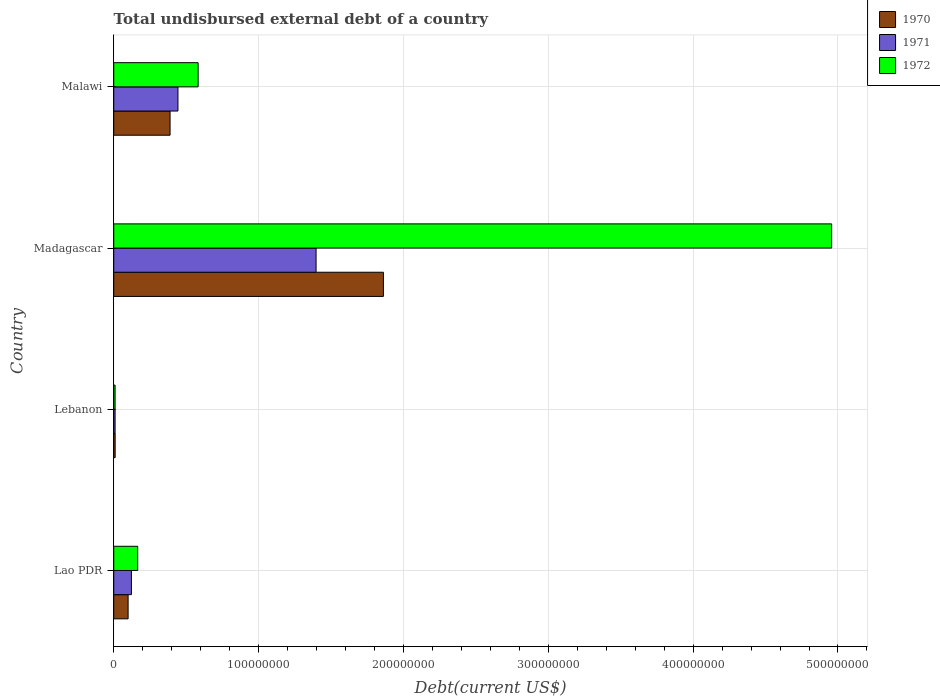 Total undisbursed external debt of a country
1970
1971
1972
Malawi
Madagascar
Lebanon
Lao PDR
Country
100000000
200000000
300000000
400000000
500000000
Debt(current US$)